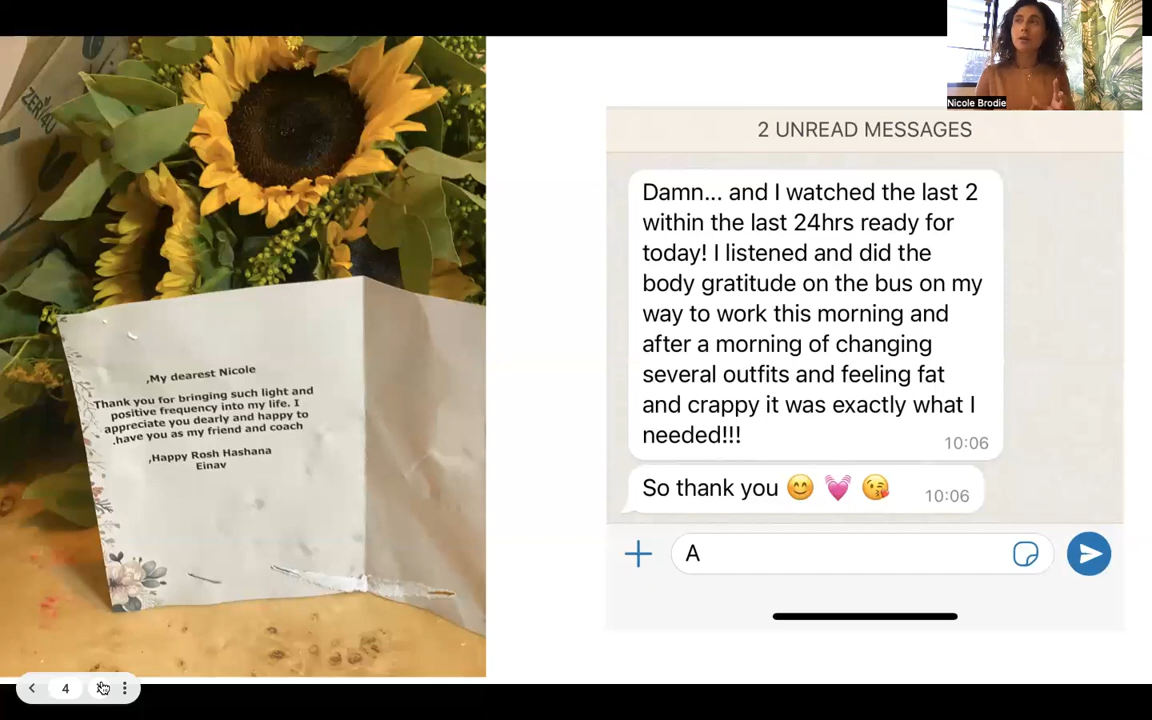 ZER4U
,My dearest Nicole
Thank you for bringing such light and
positive frequency into my life. I
appreciate you dearly and happy to
.have you as my friend and coach
,Happy Rosh Hashana
Einav
Nicole Brodie
2 UNREAD MESSAGES
Damn... and I watched the last 2
within the last 24hrs ready for
today! I listened and did the
body gratitude on the bus on my
way to work this morning and
after a morning of changing
several outfits and feeling fat
and crappy it was exactly what I
needed!!!
10:06
So thank you 😊 💓 😘
10:06
A
4